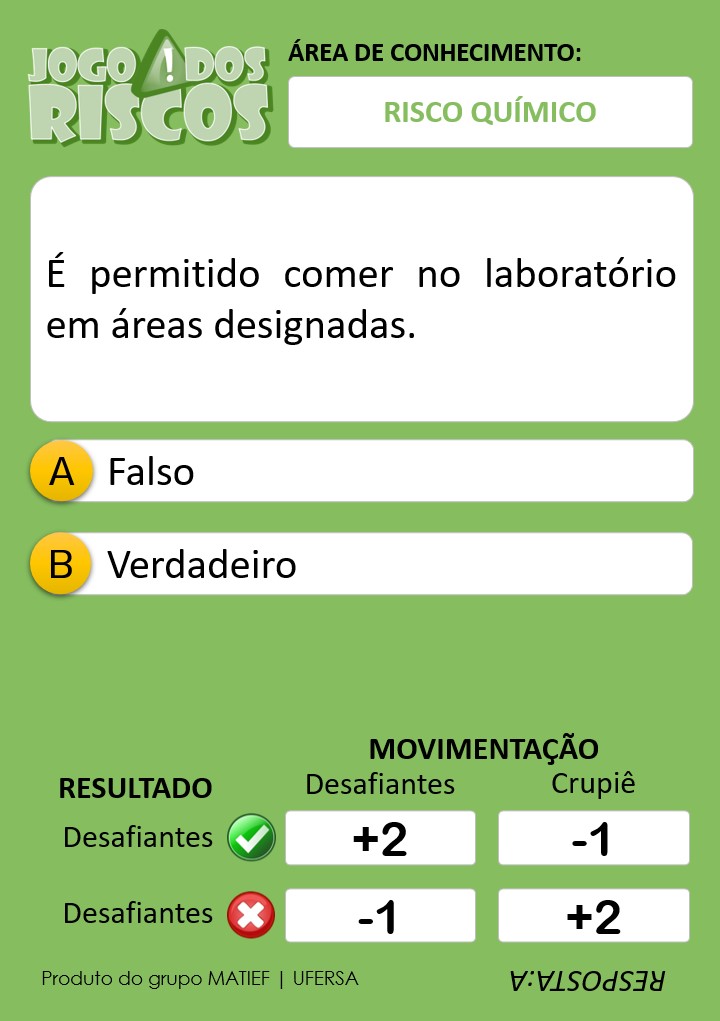 JOGO DOS
RISCOS
ÁREA DE CONHECIMENTO:
RISCO QUÍMICO
É permitido comer no laboratório
em áreas designadas.
A Falso
B Verdadeiro
MOVIMENTAÇÃO
RESULTADO Desafiantes Crupiê
Desafiantes +2 -1
Desafiantes -1 +2
Produto do grupo MATIEF | UFERSA
RESPOSTA:A